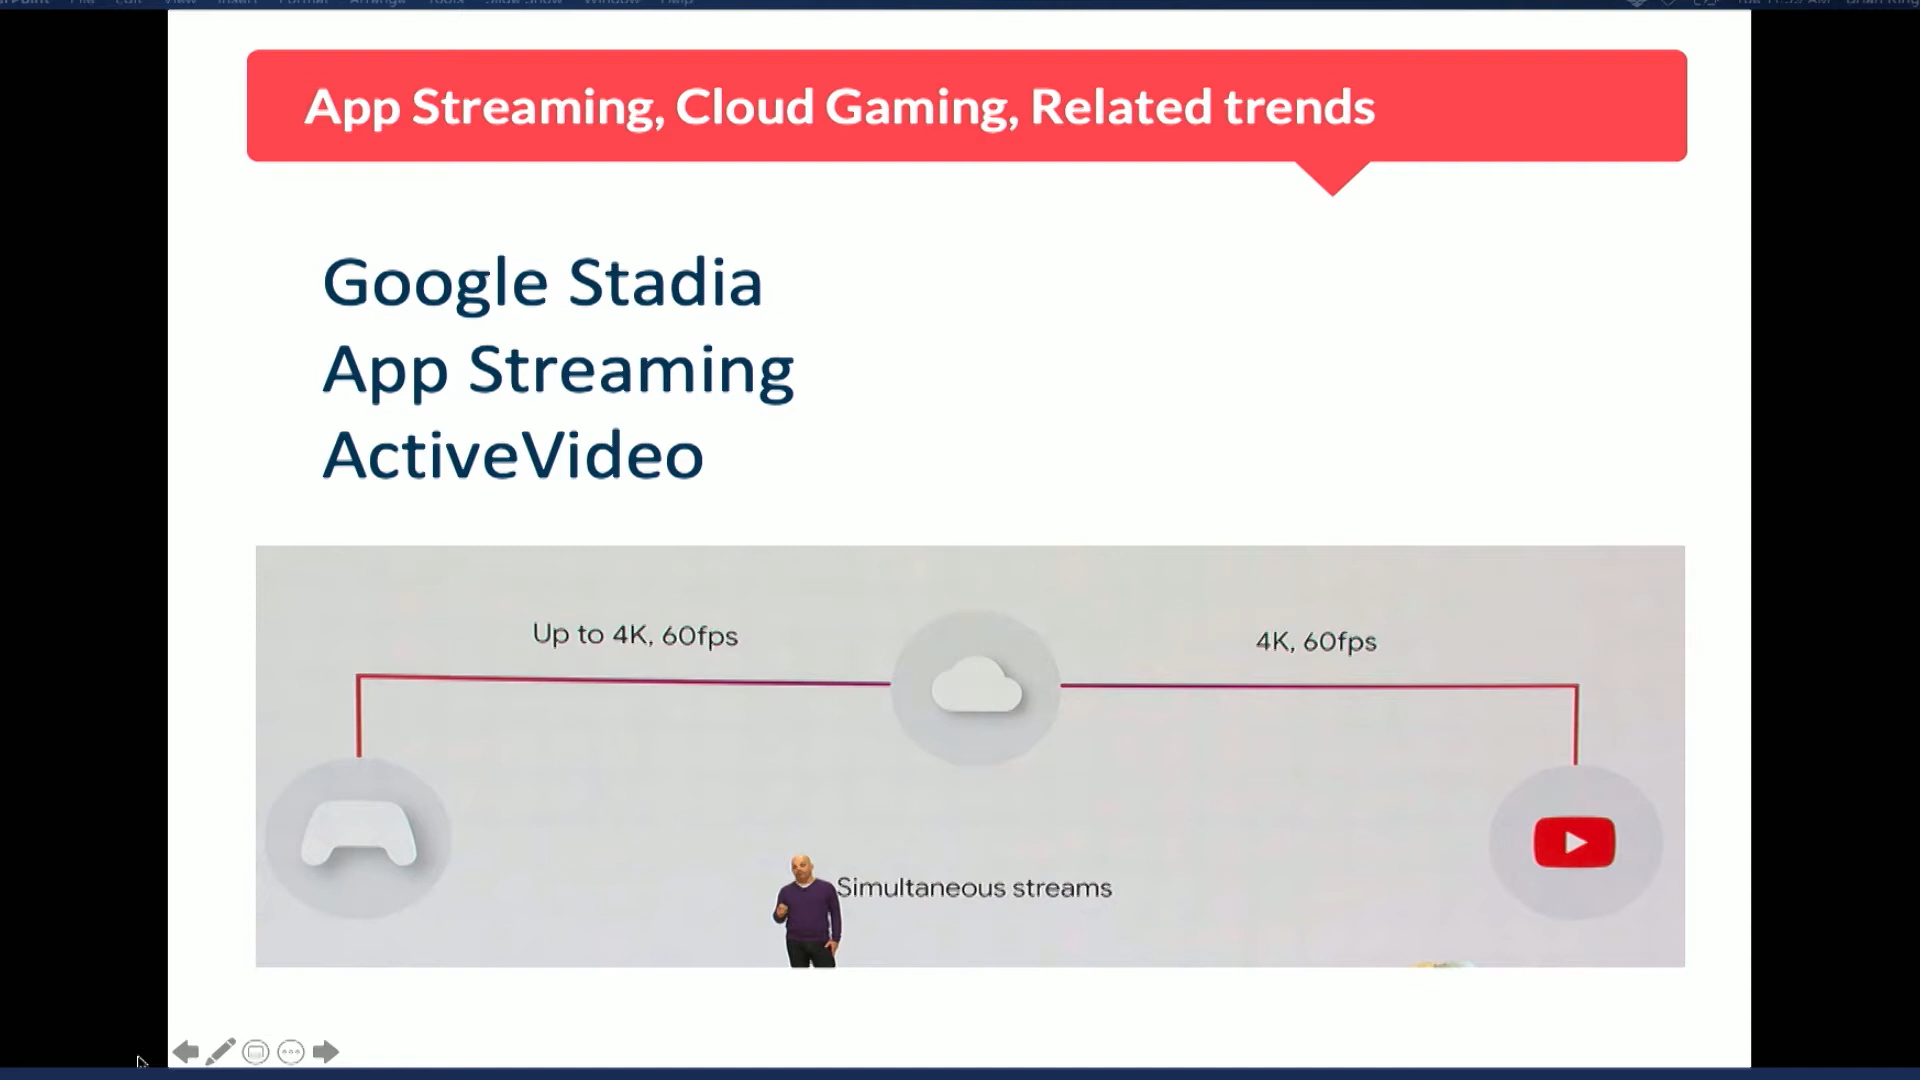 App Streaming, Cloud Gaming, Related trends
Google Stadia
App Streaming
ActiveVideo
Up to 4K, 60fps
4K, 60fps
Simultaneous streams